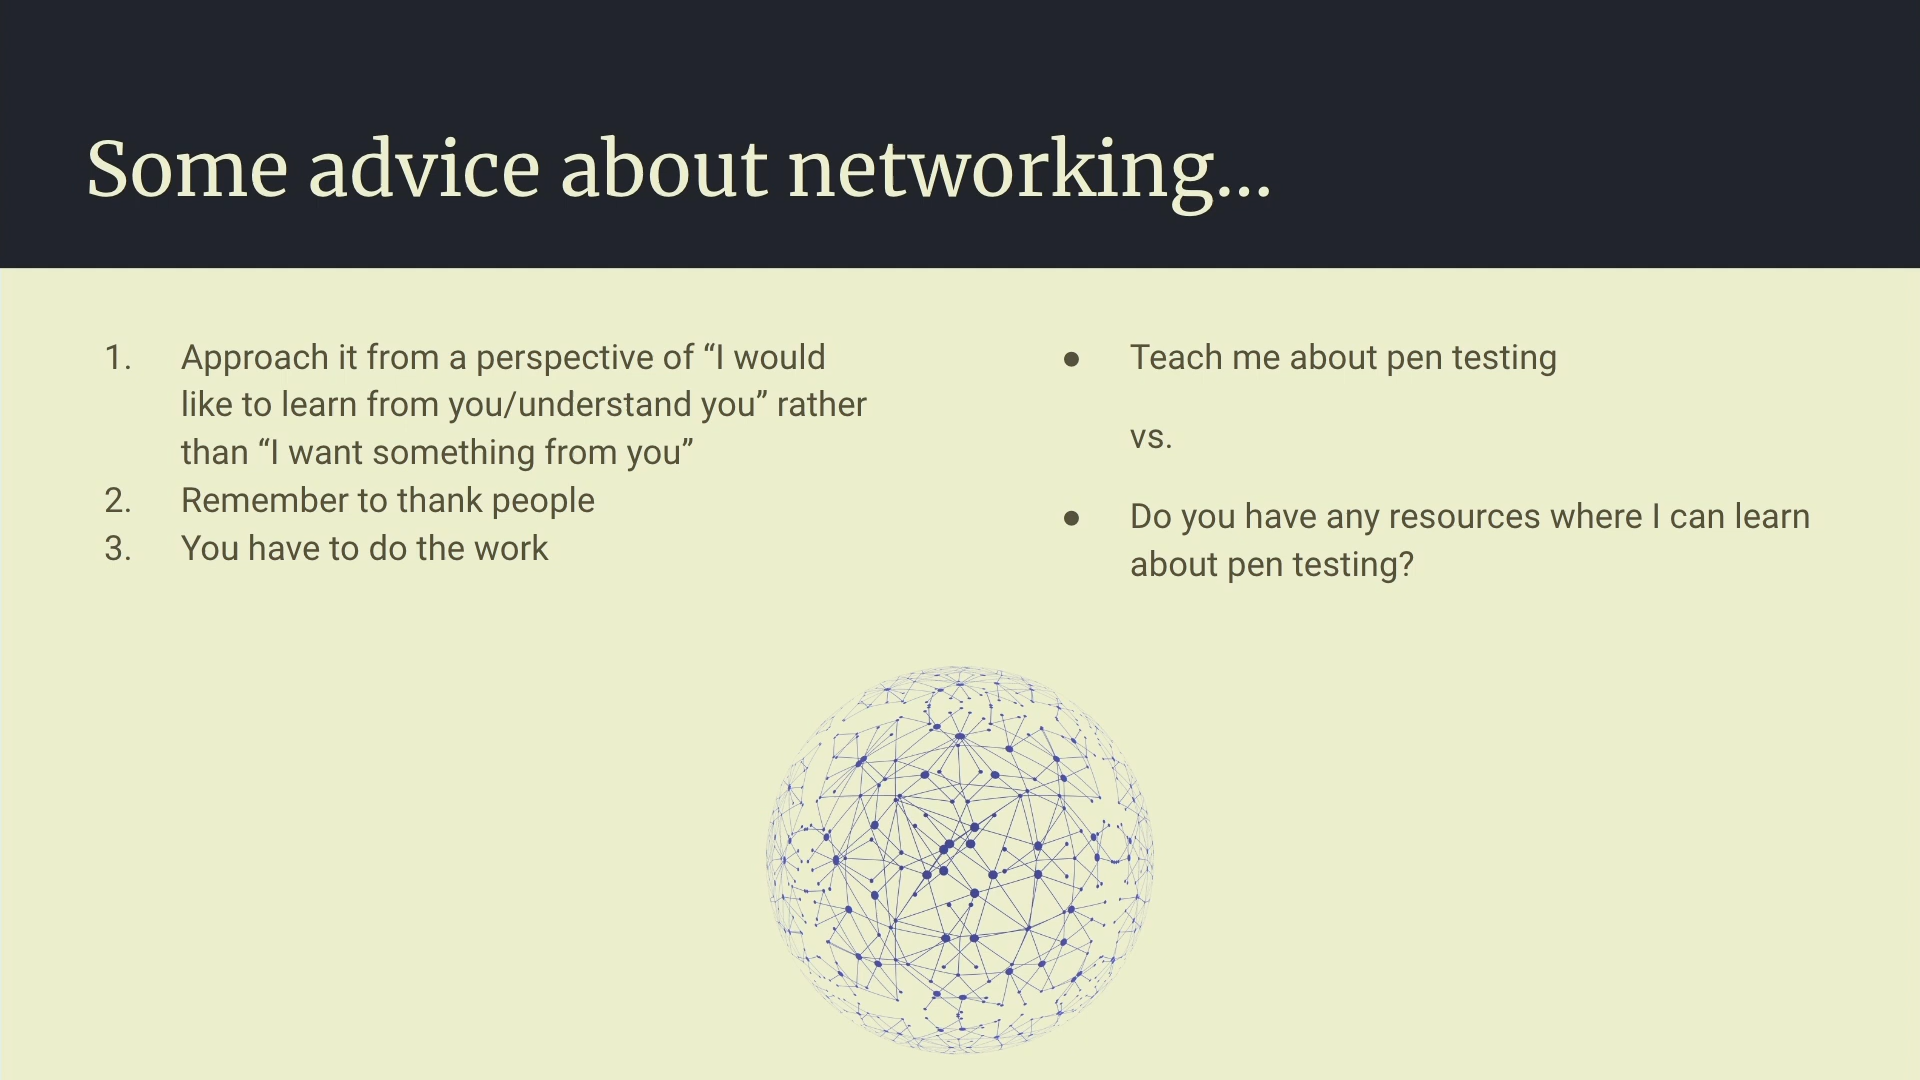 Some advice about networking...
1. Approach it from a perspective of “I would
like to learn from you/understand you” rather
than “I want something from you”
2. Remember to thank people
3. You have to do the work
● Teach me about pen testing
vs.
● Do you have any resources where I can learn
about pen testing?